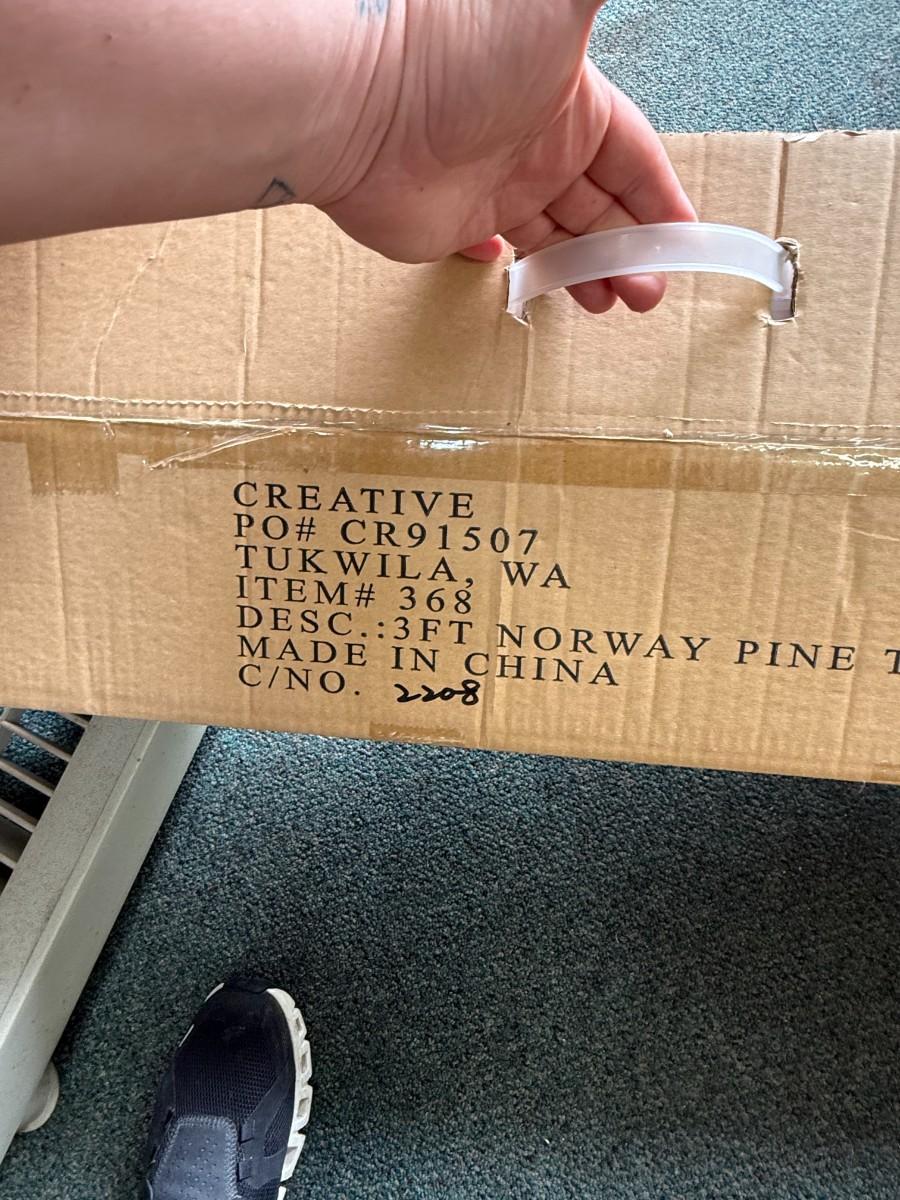 CREATIVE
PO# CR91507
TUKWILA, WA
ITEM# 368
DESC.:3FT NORWAY PINE T
MADE IN CHINA
C/NO. 2208